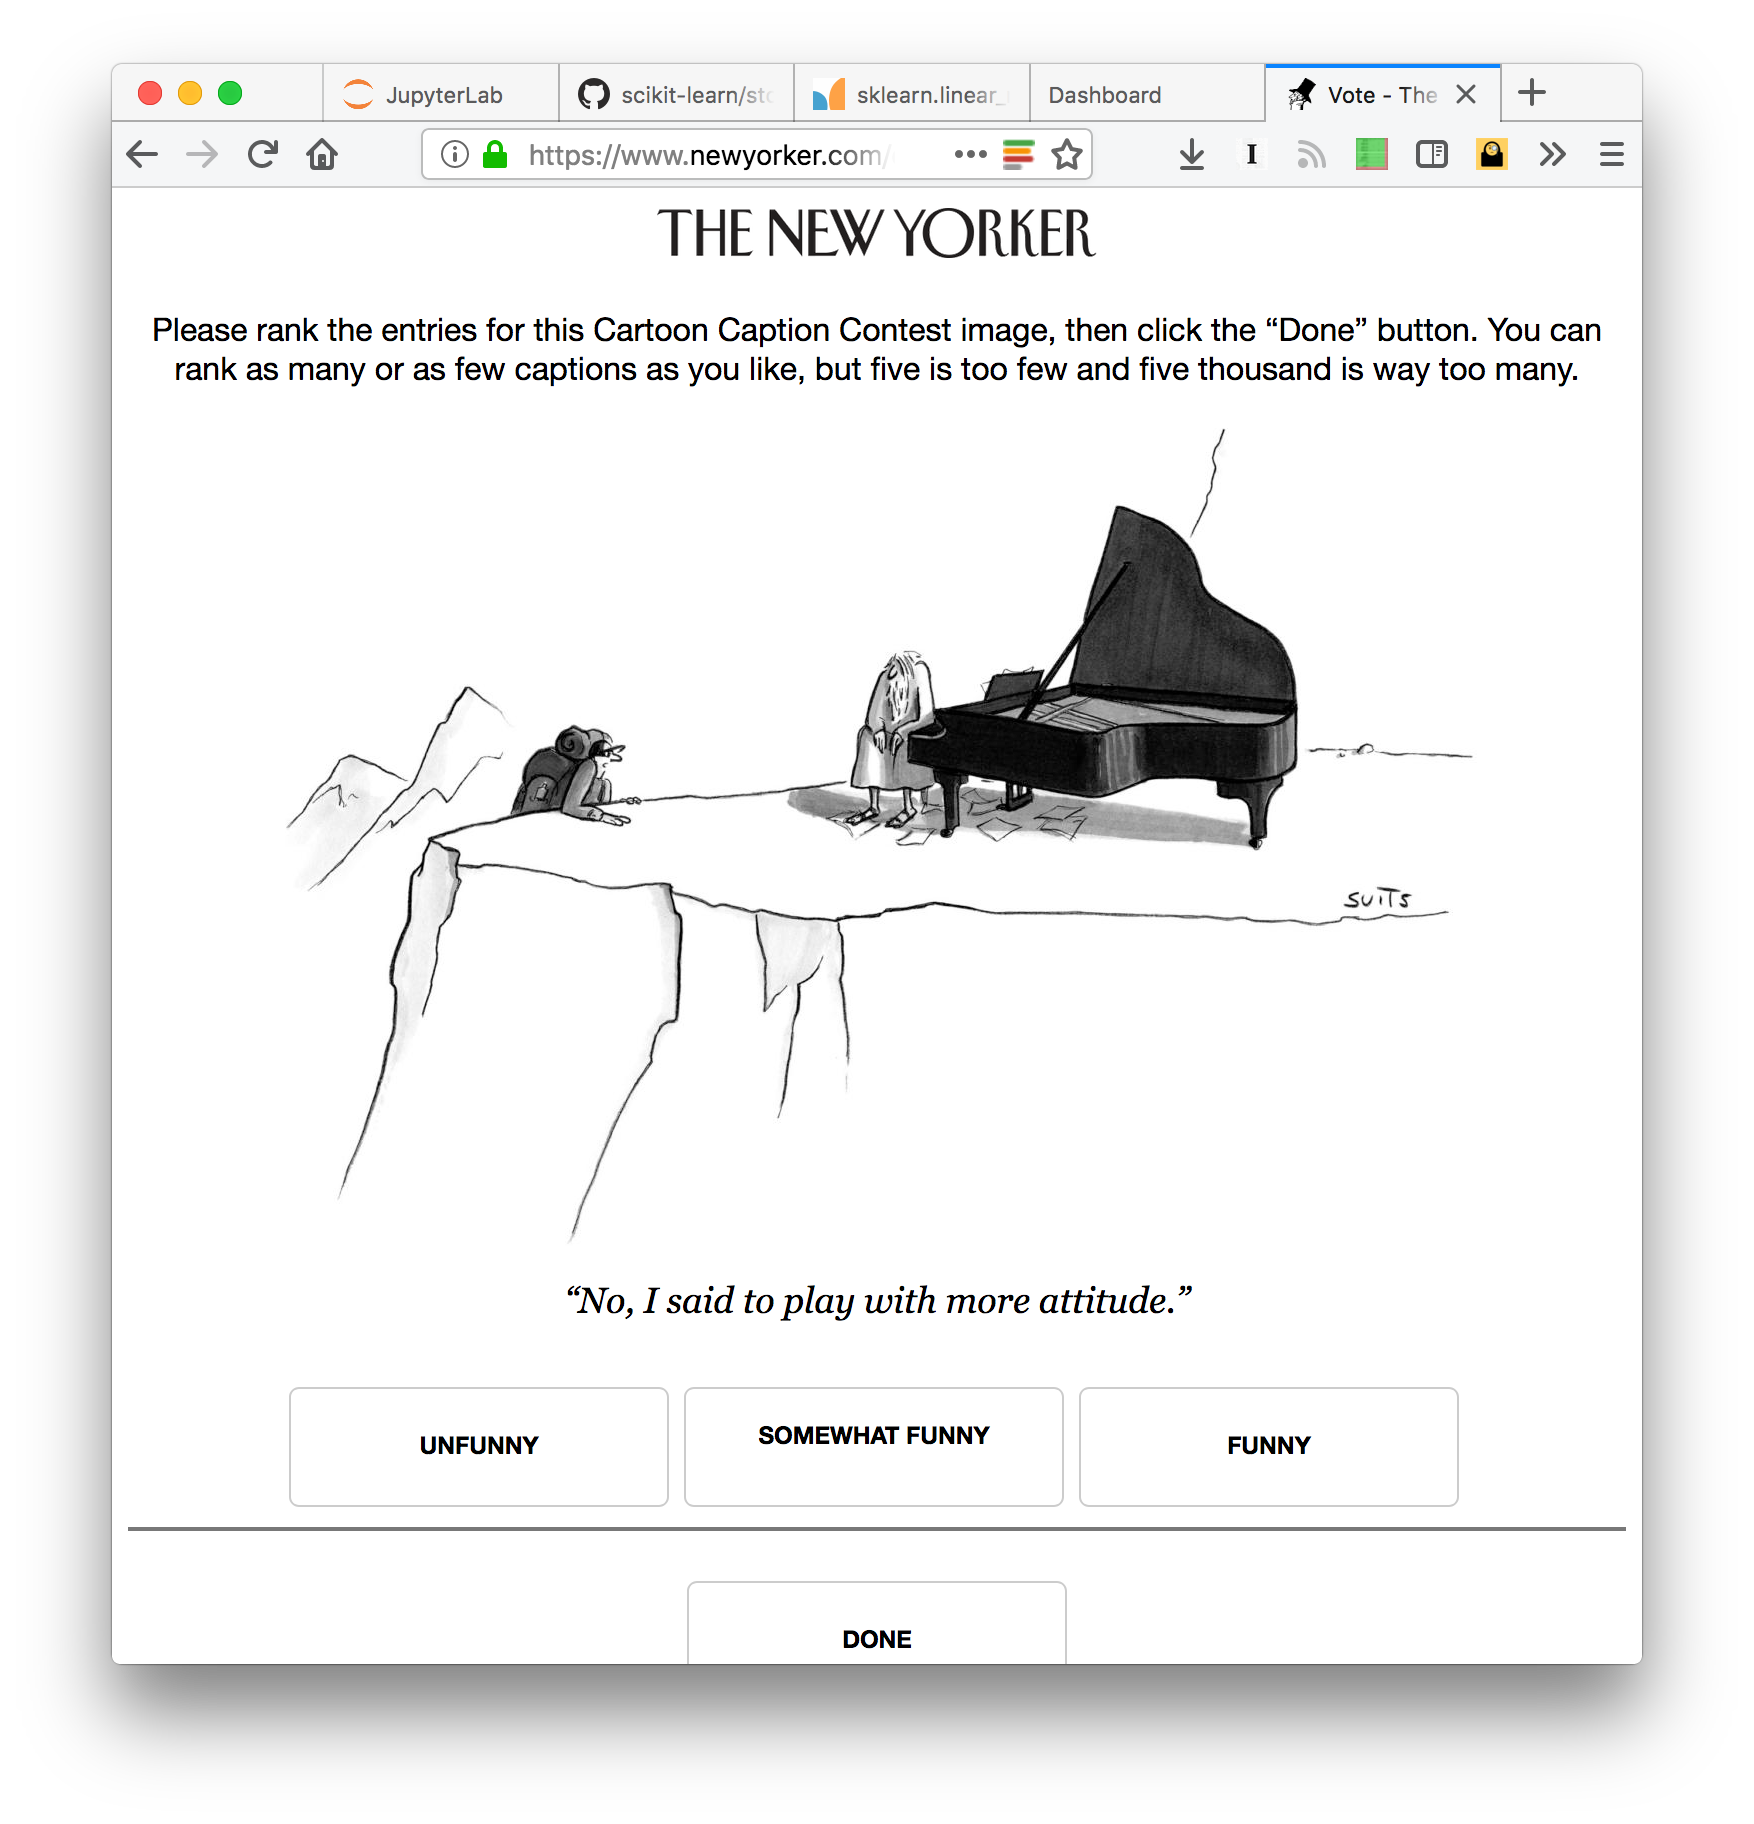 JupyterLab
scikit-learn/st
sklearn.linear_
Dashboard
Vote - The
https://www.newyorker.com/
THE NEW YORKER
Please rank the entries for this Cartoon Caption Contest image, then click the “Done” button. You can
rank as many or as few captions as you like, but five is too few and five thousand is way too many.
SUITS
“No, I said to play with more attitude.”
UNFUNNY
SOMEWHAT FUNNY
FUNNY
DONE